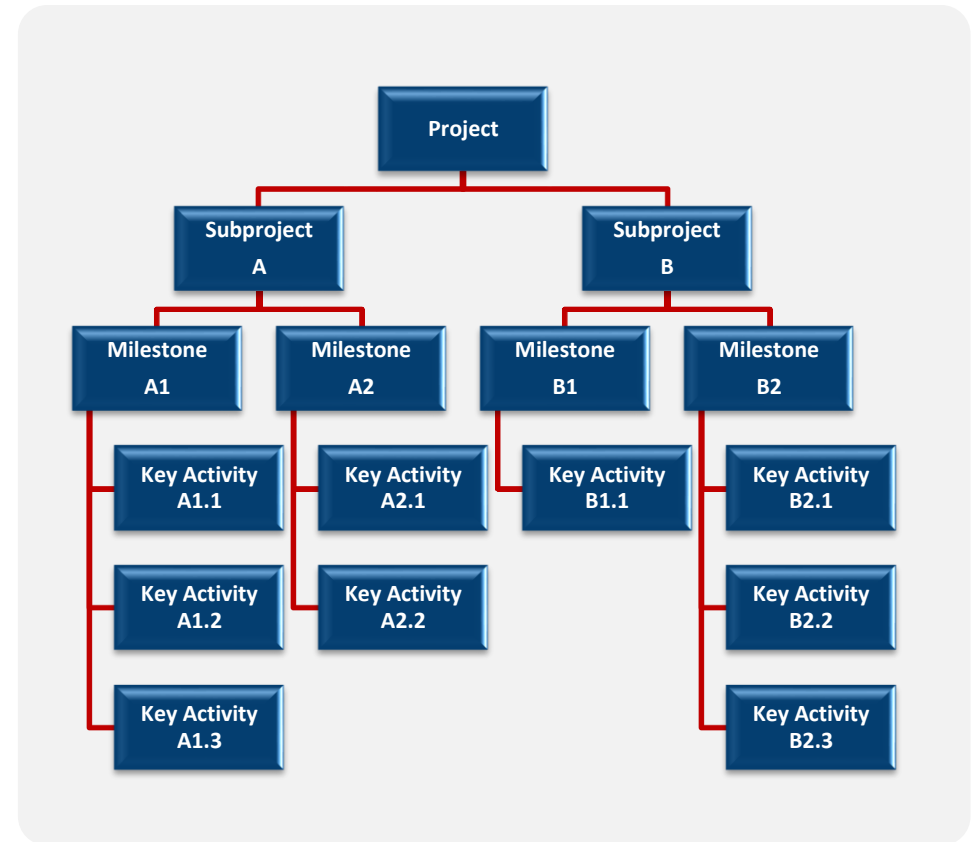 Project
Subproject
A
Subproject
B
Milestone
A1
Milestone
A2
Milestone
B1
Milestone
B2
Key Activity
A1.1
Key Activity
A2.1
Key Activity
B1.1
Key Activity
B2.1
Key Activity
A1.2
Key Activity
A2.2
Key Activity
B2.2
Key Activity
A1.3
Key Activity
B2.3